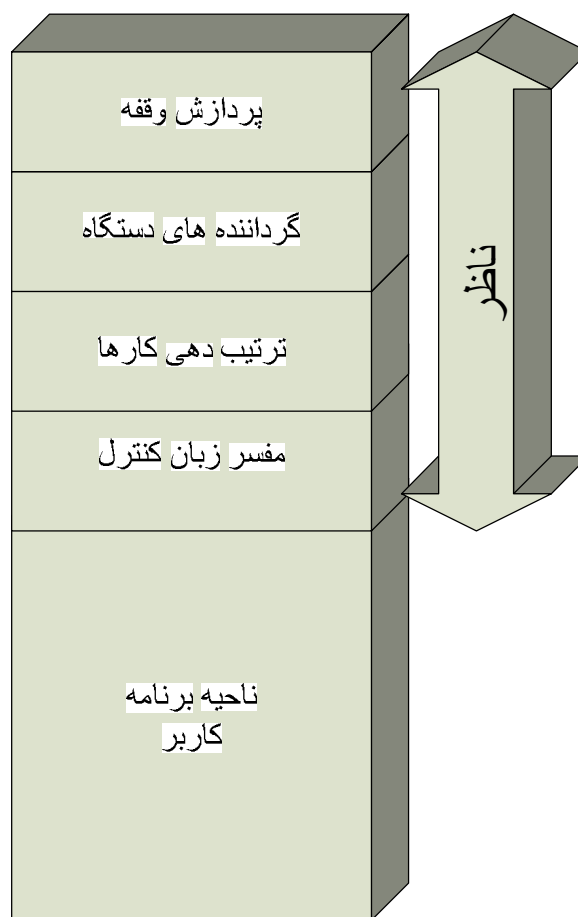 پردازش وقفه
گرداننده های دستگاه
ترتیب دهی کارها
مفسر زبان کنترل
ناحیه برنامه
کاربر
ناظر